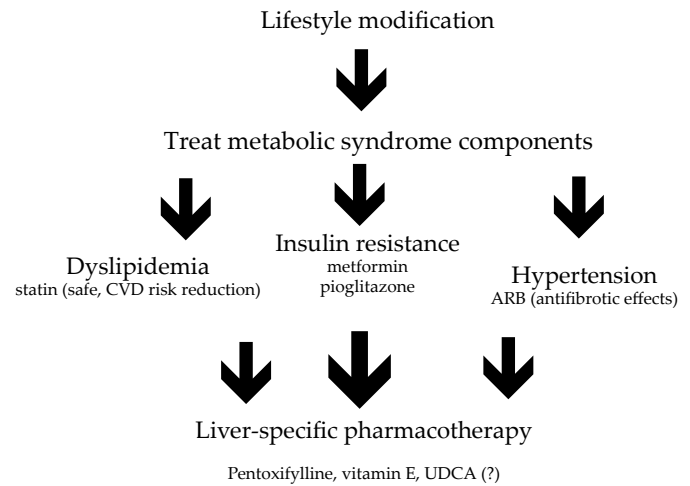 Lifestyle modification
Treat metabolic syndrome components
Dyslipidemia
statin (safe, CVD risk reduction)
Insulin resistance
metformin
pioglitazone
Hypertension
ARB (antifibrotic effects)
Liver-specific pharmacotherapy
Pentoxifylline, vitamin E, UDCA (?)